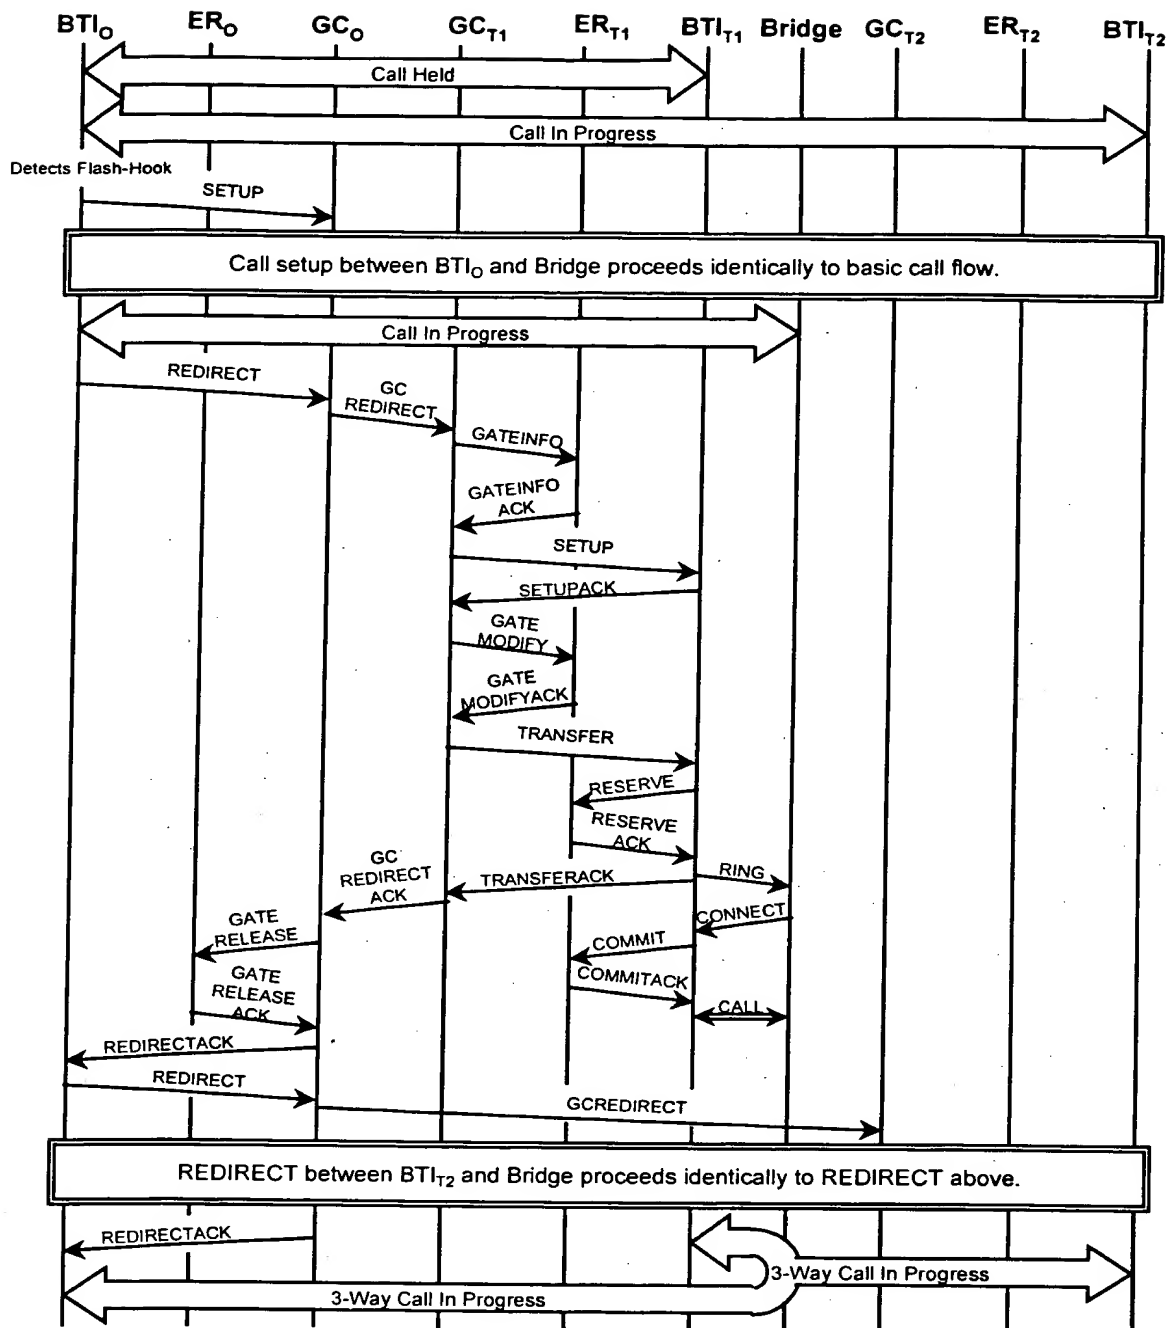 BTIO ERO GCO GCT1 ERT1 BTIT1 Bridge GCT2 ERT2 BTIT2
Call Held
Call In Progress
Detects Flash-Hook
SETUP
Call setup between BTIO and Bridge proceeds identically to basic call flow.
Call In Progress
REDIRECT
GC
REDIRECT
GATEINFO
GATEINFO
ACK
SETUP
SETUPACK
GATE
MODIFY
GATE
MODIFYACK
TRANSFER
RESERVE
RESERVE
ACK
RING
TRANSFERACK
GC
REDIRECT
ACK
CONNECT
GATE
RELEASE
COMMIT
COMMITACK
GATE
RELEASE
ACK
CALL
REDIRECTACK
REDIRECT
GCREDIRECT
REDIRECT between BTIT2 and Bridge proceeds identically to REDIRECT above.
REDIRECTACK
3-Way Call In Progress
3-Way Call In Progress